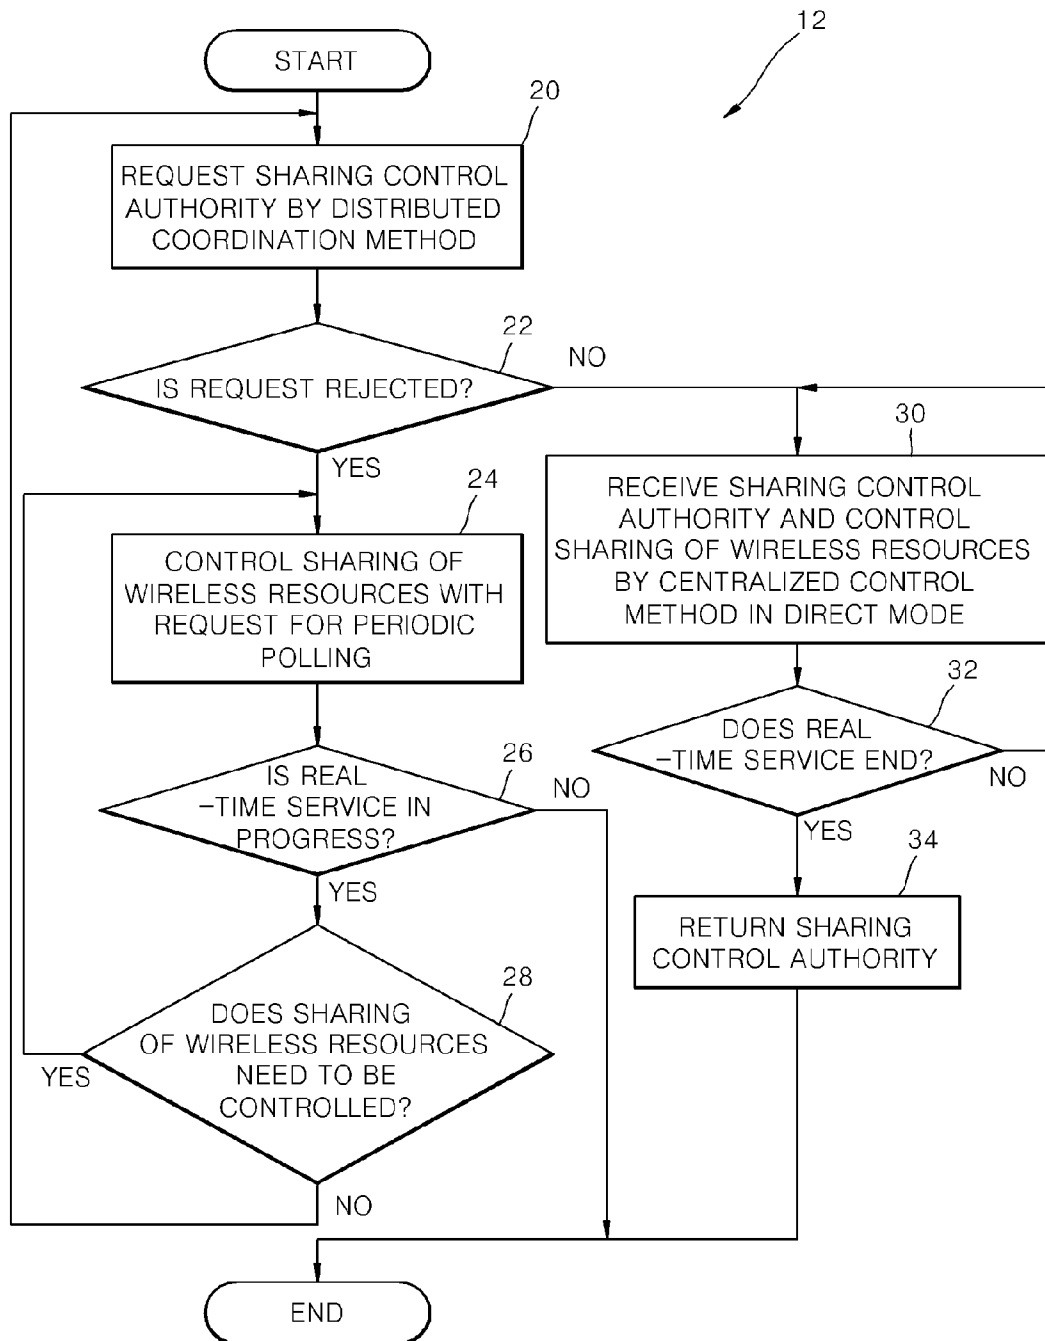 12
START
20
REQUEST SHARING CONTROL
AUTHORITY BY DISTRIBUTED
COORDINATION METHOD
22
IS REQUEST REJECTED?
NO
YES
24
CONTROL SHARING OF
WIRELESS RESOURCES WITH
REQUEST FOR PERIODIC
POLLING
26
IS REAL
-TIME SERVICE IN
PROGRESS?
NO
YES
28
DOES SHARING
OF WIRELESS RESOURCES
NEED TO BE
CONTROLLED?
YES
NO
30
RECEIVE SHARING CONTROL
AUTHORITY AND CONTROL
SHARING OF WIRELESS RESOURCES
BY CENTRALIZED CONTROL
METHOD IN DIRECT MODE
32
DOES REAL
-TIME SERVICE END?
NO
YES
34
RETURN SHARING
CONTROL AUTHORITY
END